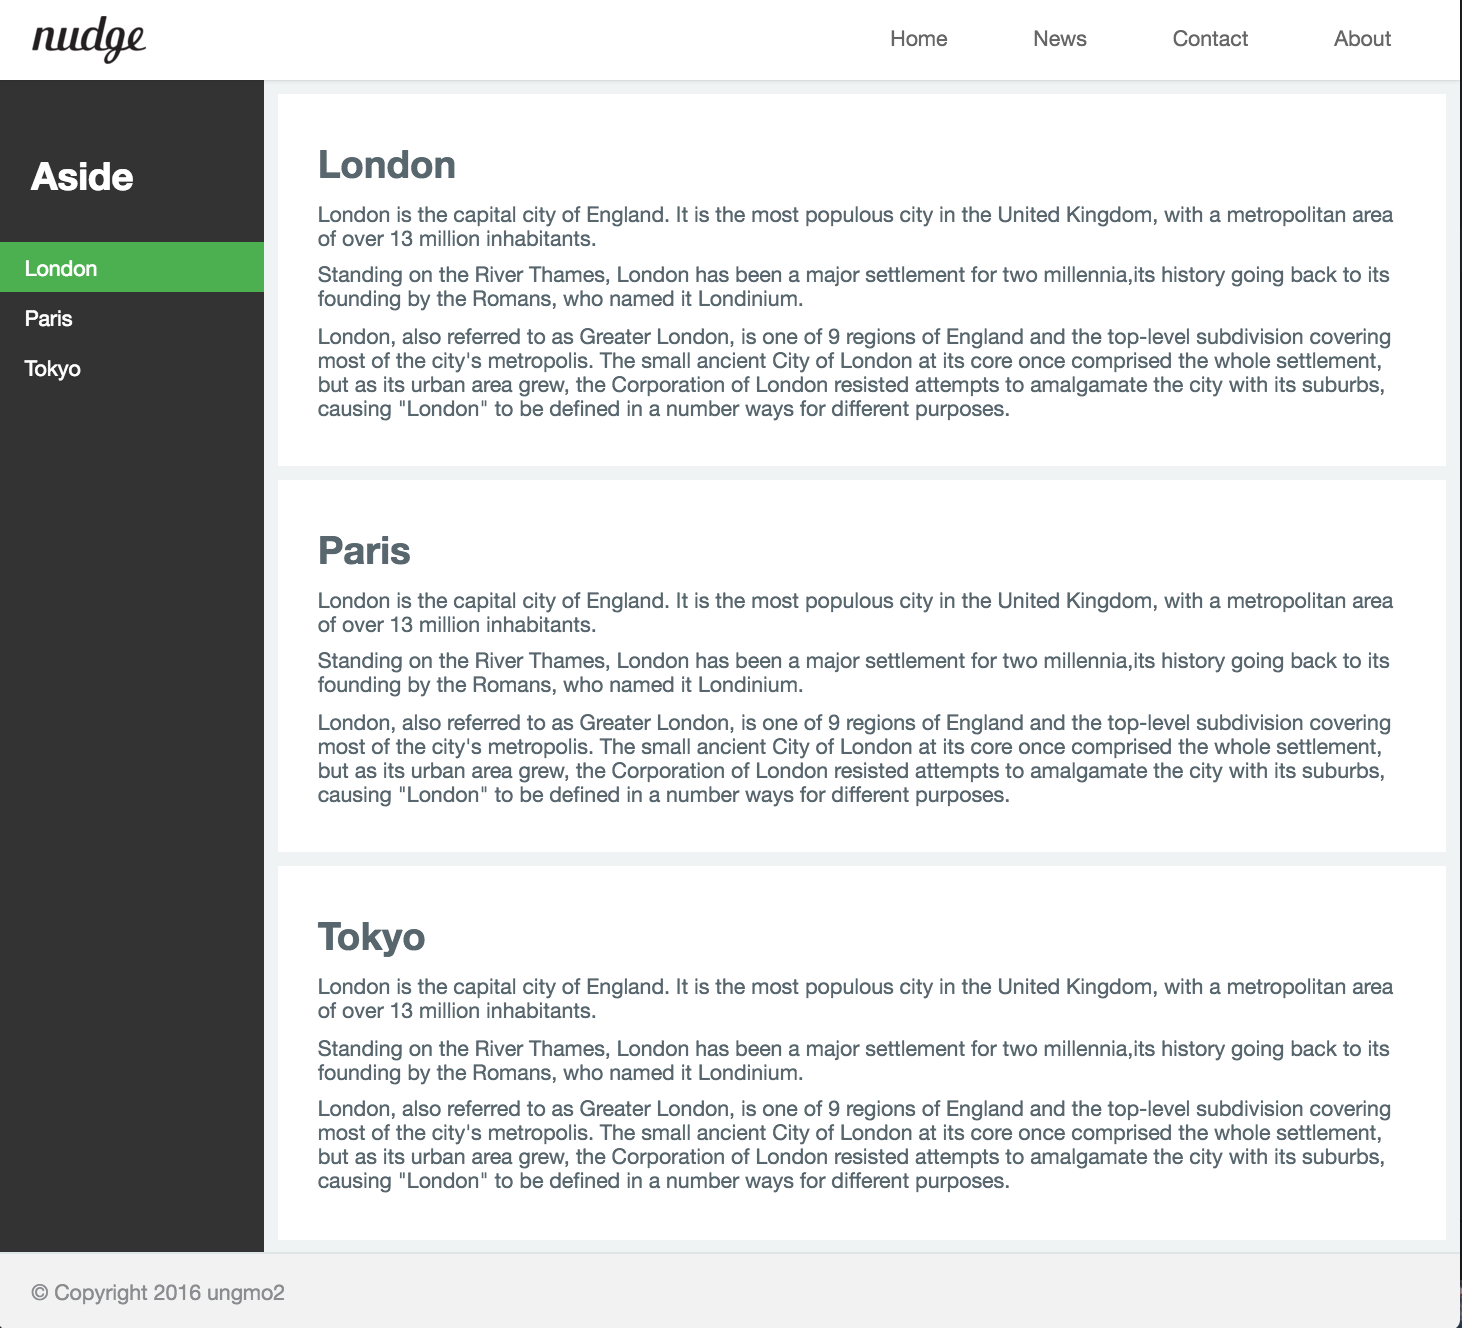 nudge
Home News Contact About
Aside
London
Paris
Tokyo
London
London is the capital city of England. It is the most populous city in the United Kingdom, with a metropolitan area
of over 13 million inhabitants.
Standing on the River Thames, London has been a major settlement for two millennia,its history going back to its
founding by the Romans, who named it Londinium.
London, also referred to as Greater London, is one of 9 regions of England and the top-level subdivision covering
most of the city's metropolis. The small ancient City of London at its core once comprised the whole settlement,
but as its urban area grew, the Corporation of London resisted attempts to amalgamate the city with its suburbs,
causing "London" to be defined in a number ways for different purposes.
Paris
London is the capital city of England. It is the most populous city in the United Kingdom, with a metropolitan area
of over 13 million inhabitants.
Standing on the River Thames, London has been a major settlement for two millennia,its history going back to its
founding by the Romans, who named it Londinium.
London, also referred to as Greater London, is one of 9 regions of England and the top-level subdivision covering
most of the city's metropolis. The small ancient City of London at its core once comprised the whole settlement,
but as its urban area grew, the Corporation of London resisted attempts to amalgamate the city with its suburbs,
causing "London" to be defined in a number ways for different purposes.
Tokyo
London is the capital city of England. It is the most populous city in the United Kingdom, with a metropolitan area
of over 13 million inhabitants.
Standing on the River Thames, London has been a major settlement for two millennia,its history going back to its
founding by the Romans, who named it Londinium.
London, also referred to as Greater London, is one of 9 regions of England and the top-level subdivision covering
most of the city's metropolis. The small ancient City of London at its core once comprised the whole settlement,
but as its urban area grew, the Corporation of London resisted attempts to amalgamate the city with its suburbs,
causing "London" to be defined in a number ways for different purposes.
© Copyright 2016 ungmo2